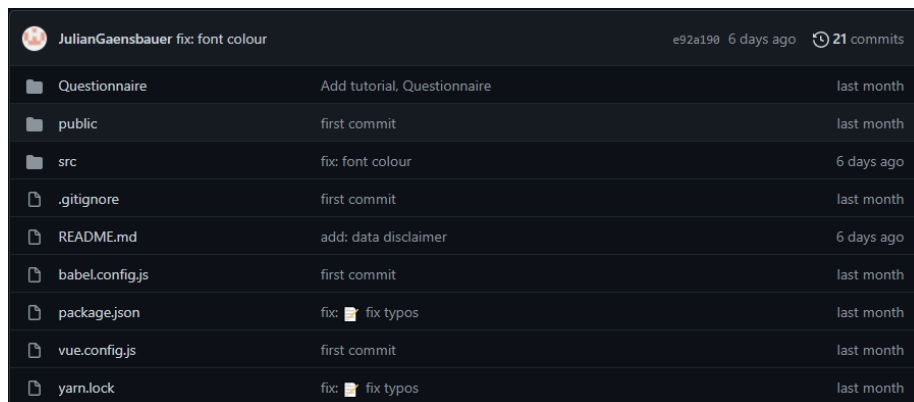 JulianGaensbauer fix: font colour e92a190 6 days ago 21 commits
Questionnaire Add tutorial, Questionnaire last month
public first commit last month
src fix: font colour 6 days ago
.gitignore first commit last month
README.md add: data disclaimer 6 days ago
babel.config.js first commit last month
package.json fix: 📝 fix typos last month
vue.config.js first commit last month
yarn.lock fix: 📝 fix typos last month